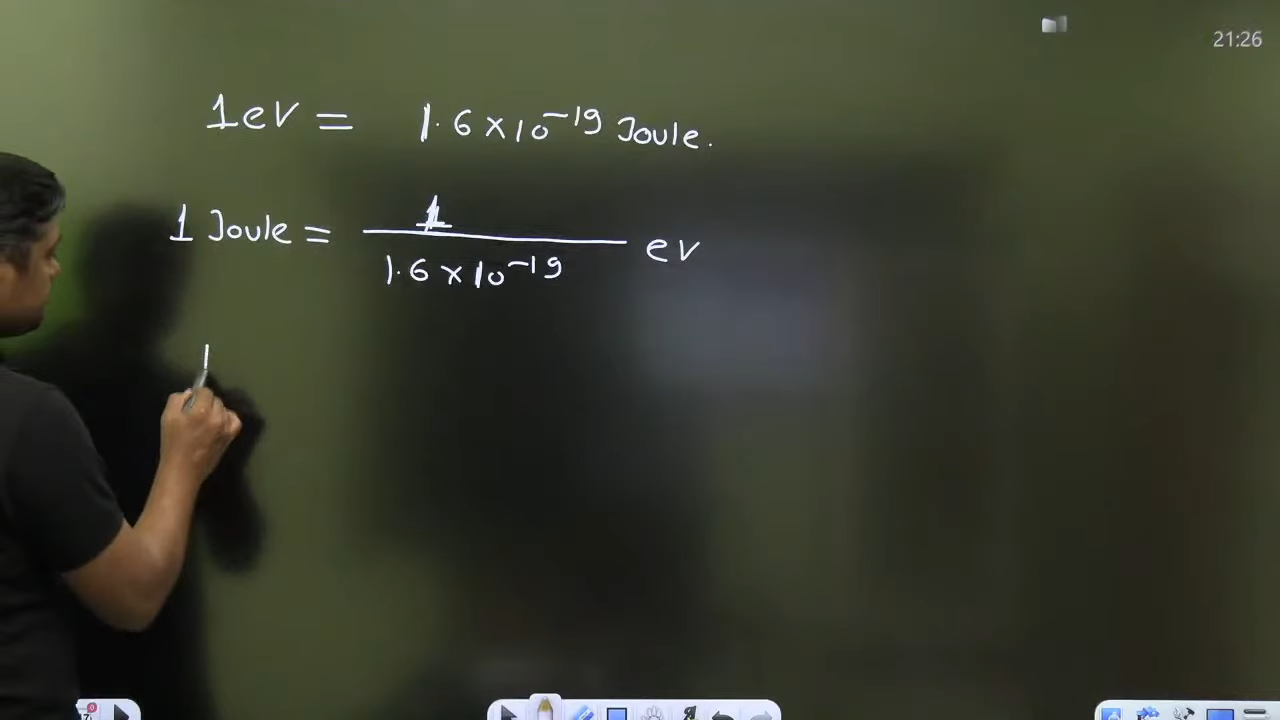 21:26
1eV = 1.6×10⁻¹⁹ Joule.
1 Joule = 1 / 1.6×10⁻¹⁹ eV
1